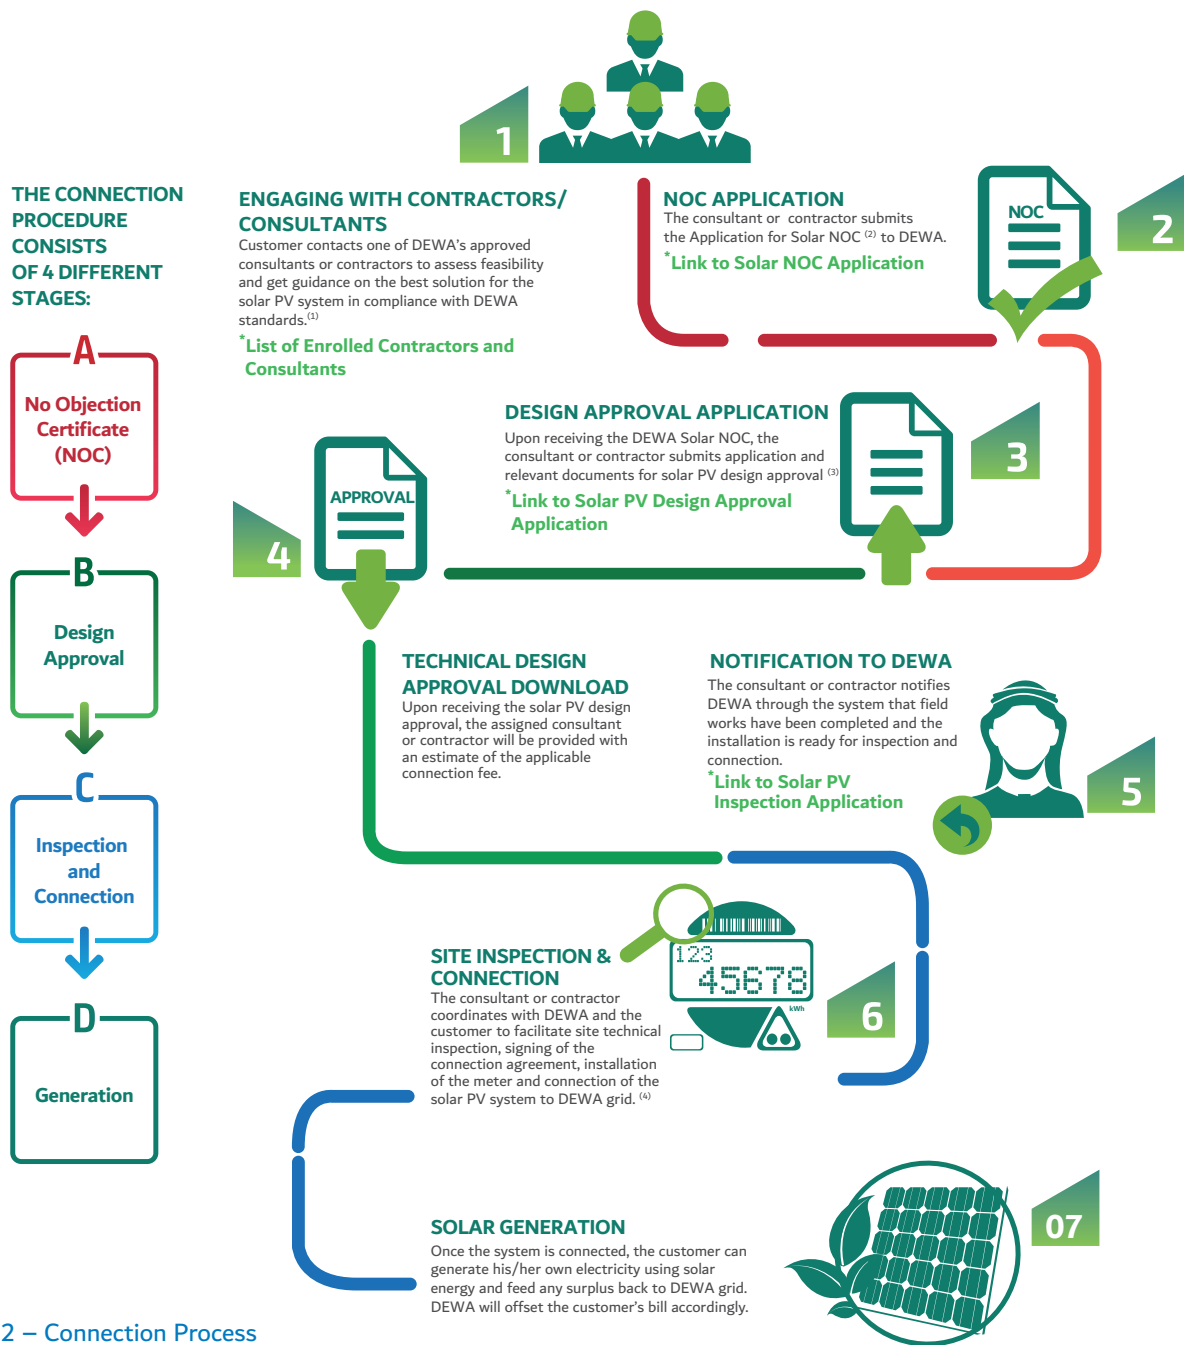 THE CONNECTION
PROCEDURE
CONSISTS
OF 4 DIFFERENT
STAGES:
A
No Objection
Certificate
(NOC)
B
Design
Approval
C
Inspection
and
Connection
D
Generation
1
ENGAGING WITH CONTRACTORS/
CONSULTANTS
Customer contacts one of DEWA's approved
consultants or contractors to assess feasibility
and get guidance on the best solution for the
solar PV system in compliance with DEWA
standards.(1)
*List of Enrolled Contractors and
Consultants
NOC APPLICATION
The consultant or contractor submits
the Application for Solar NOC (2) to DEWA.
*Link to Solar NOC Application
NOC
2
DESIGN APPROVAL APPLICATION
Upon receiving the DEWA Solar NOC, the
consultant or contractor submits application and
relevant documents for solar PV design approval (3)
*Link to Solar PV Design Approval
Application
3
APPROVAL
4
TECHNICAL DESIGN
APPROVAL DOWNLOAD
Upon receiving the solar PV design
approval, the assigned consultant
or contractor will be provided with
an estimate of the applicable
connection fee.
NOTIFICATION TO DEWA
The consultant or contractor notifies
DEWA through the system that field
works have been completed and the
installation is ready for inspection and
connection.
*Link to Solar PV
Inspection Application
5
SITE INSPECTION &
CONNECTION
The consultant or contractor
coordinates with DEWA and the
customer to facilitate site technical
inspection, signing of the
connection agreement, installation
of the meter and connection of the
solar PV system to DEWA grid. (4)
123
45678
kWh
6
SOLAR GENERATION
Once the system is connected, the customer can
generate his/her own electricity using solar
energy and feed any surplus back to DEWA grid.
DEWA will offset the customer's bill accordingly.
07
2 – Connection Process